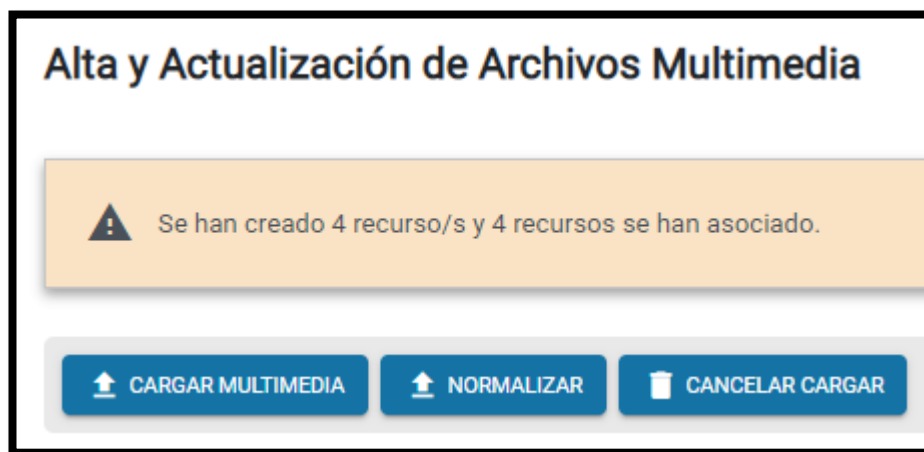 Alta y Actualización de Archivos Multimedia
Se han creado 4 recurso/s y 4 recursos se han asociado.
CARGAR MULTIMEDIA NORMALIZAR CANCELAR CARGAR